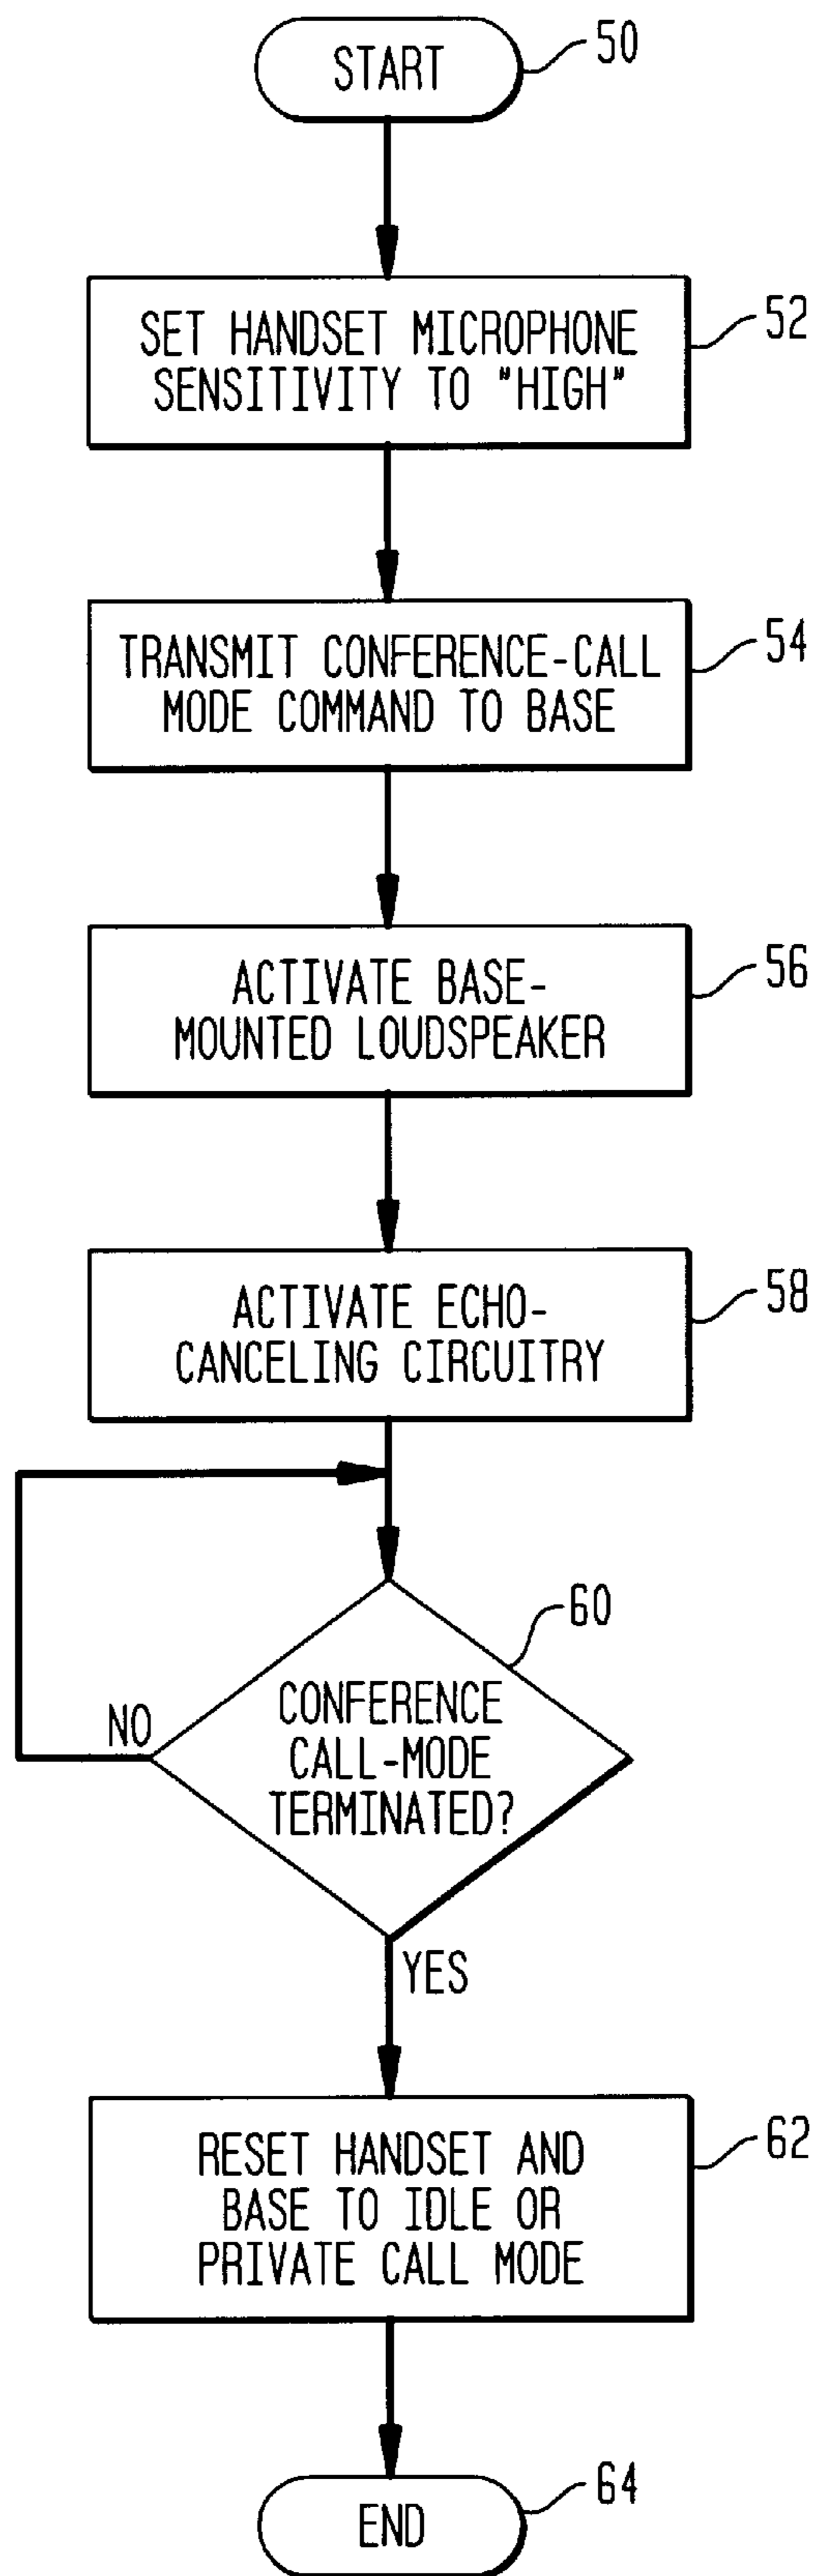 START
50
SET HANDSET MICROPHONE
SENSITIVITY TO "HIGH"
52
TRANSMIT CONFERENCE-CALL
MODE COMMAND TO BASE
54
ACTIVATE BASE-
MOUNTED LOUDSPEAKER
56
ACTIVATE ECHO-
CANCELING CIRCUITRY
58
60
CONFERENCE
CALL-MODE
TERMINATED?
NO
YES
RESET HANDSET AND
BASE TO IDLE OR
PRIVATE CALL MODE
62
END
64